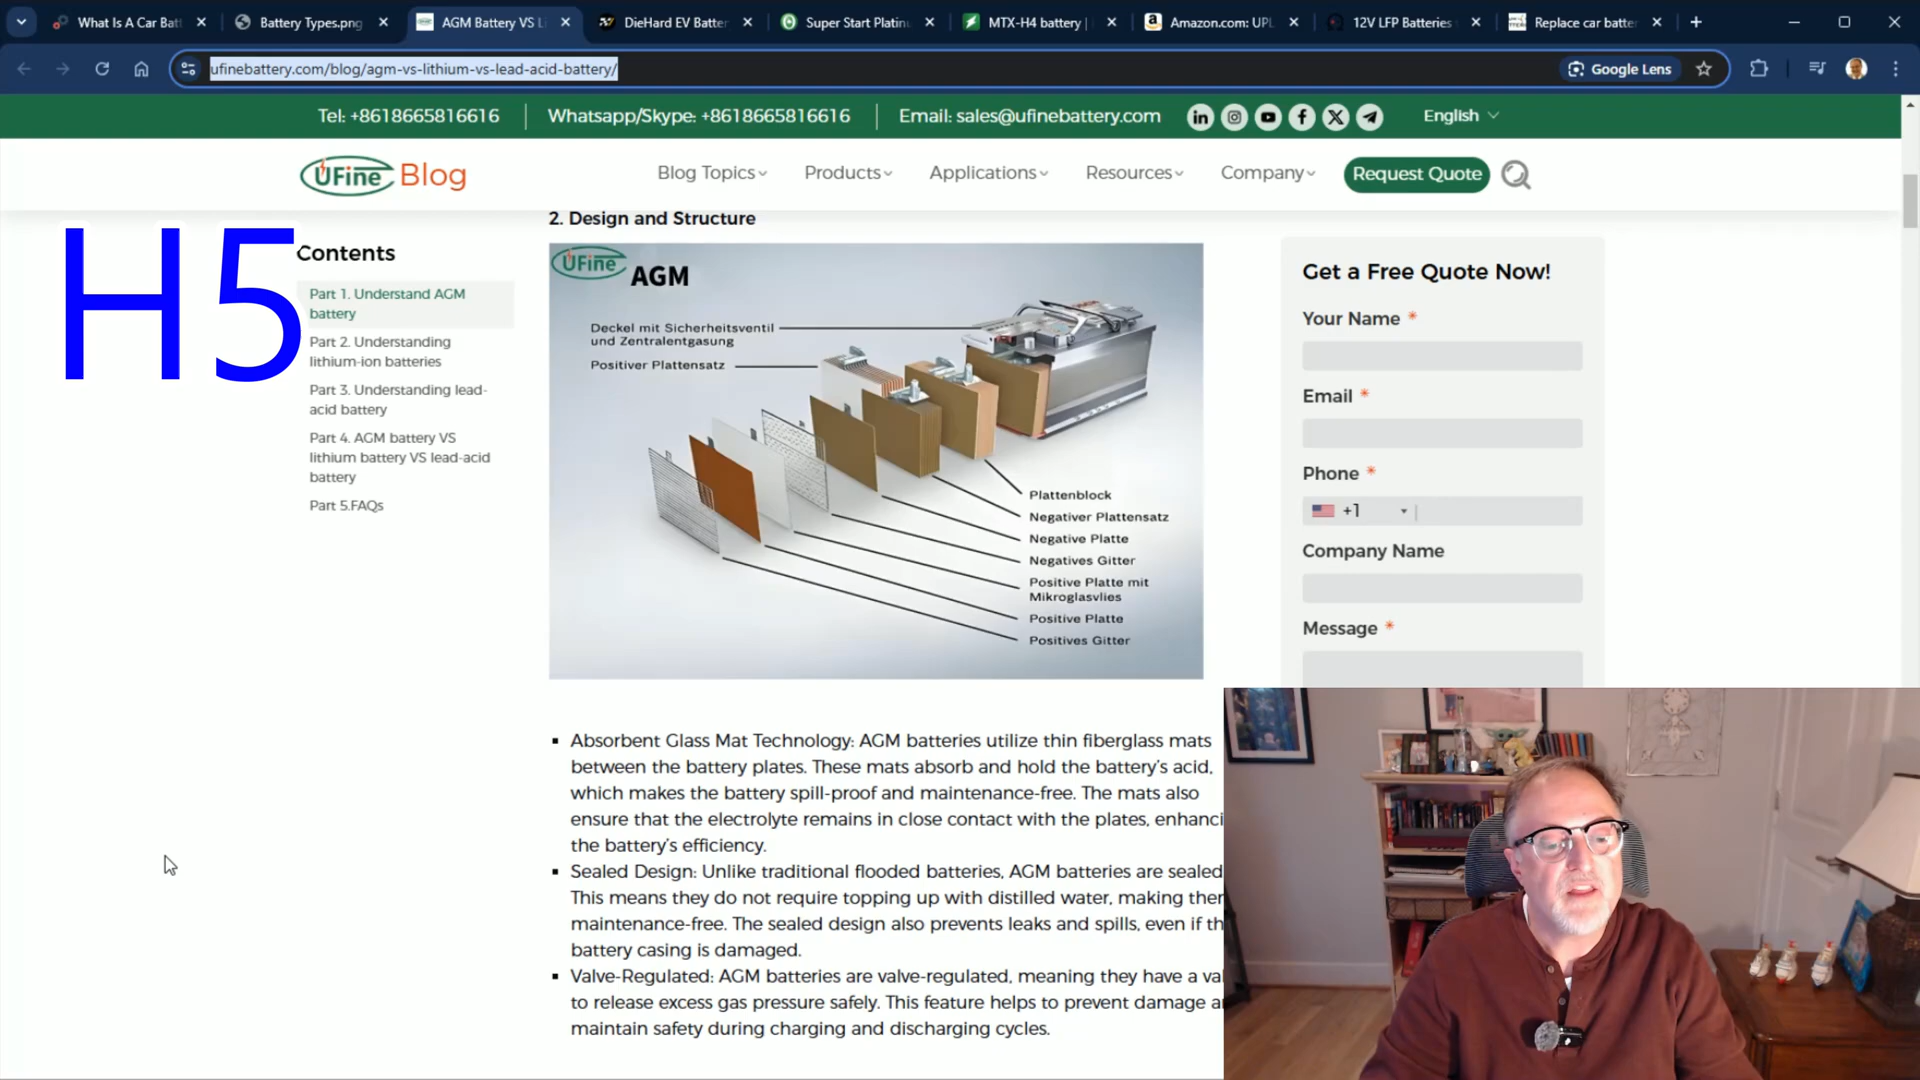 What Is A Car Bat
Battery Types.png
AGM Battery VS L
DieHard EV Batter
Super Start Platinu
MTX-H4 battery |
Amazon.com: UPL
12V LFP Batteries
Replace car batte
ufinebattery.com/blog/agm-vs-lithium-vs-lead-acid-battery/
Google Lens
Tel: +8618665816616
Whatsapp/Skype: +8618665816616
Email: sales@ufinebattery.com
English
UFine Blog
Blog Topics
Products
Applications
Resources
Company
Request Quote
H5
Contents
Part 1. Understand AGM
battery
Part 2. Understanding
lithium-ion batteries
Part 3. Understanding lead-
acid battery
Part 4. AGM battery VS
lithium battery VS lead-acid
battery
Part 5.FAQs
2. Design and Structure
UFine AGM
Deckel mit Sicherheitsventil
und Zentralentgasung
Positiver Plattensatz
Plattenblock
Negativer Plattensatz
Negative Platte
Negatives Gitter
Positive Platte mit
Mikroglasvlies
Positive Platte
Positives Gitter
Absorbent Glass Mat Technology: AGM batteries utilize thin fiberglass mats
between the battery plates. These mats absorb and hold the battery's acid,
which makes the battery spill-proof and maintenance-free. The mats also
ensure that the electrolyte remains in close contact with the plates, enhanci
the battery's efficiency.
Sealed Design: Unlike traditional flooded batteries, AGM batteries are sealed
This means they do not require topping up with distilled water, making ther
maintenance-free. The sealed design also prevents leaks and spills, even if th
battery casing is damaged.
Valve-Regulated: AGM batteries are valve-regulated, meaning they have a val
to release excess gas pressure safely. This feature helps to prevent damage a
maintain safety during charging and discharging cycles.
Get a Free Quote Now!
Your Name *
Email *
Phone *
+1
Company Name
Message *